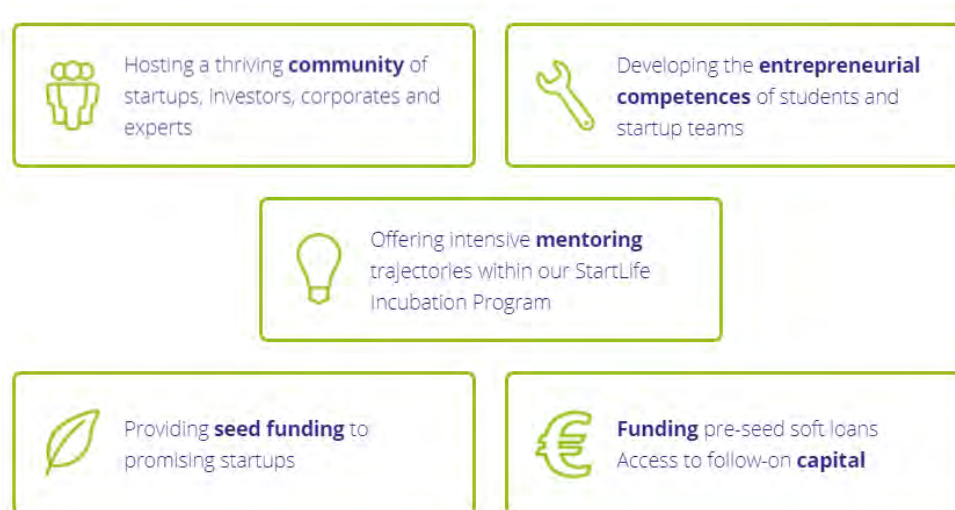 Hosting a thriving community of
startups, investors, corporates and
experts
Developing the entrepreneurial
competences of students and
startup teams
Offering intensive mentoring
trajectories within our StartLife
Incubation Program
Providing seed funding to
promising startups
Funding pre-seed soft loans
Access to follow-on capital